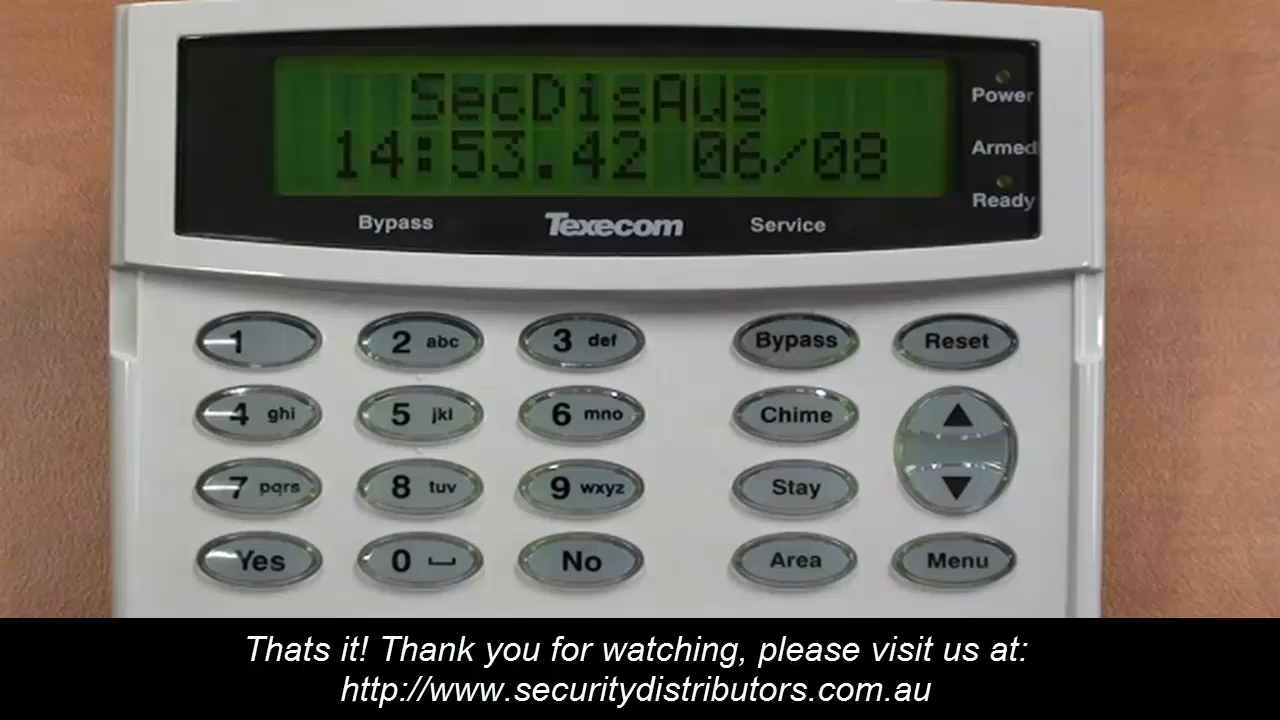 SecDisAus
14:53.42 06/08
Power
Armed
Ready
Bypass Texecom Service
1 2 abc 3 def Bypass Reset
4 ghi 5 jkl 6 mno Chime
7 pqrs 8 tuv 9 wxyz Stay
Yes 0 No Area Menu
Thats it! Thank you for watching, please visit us at:
http://www.securitydistributors.com.au